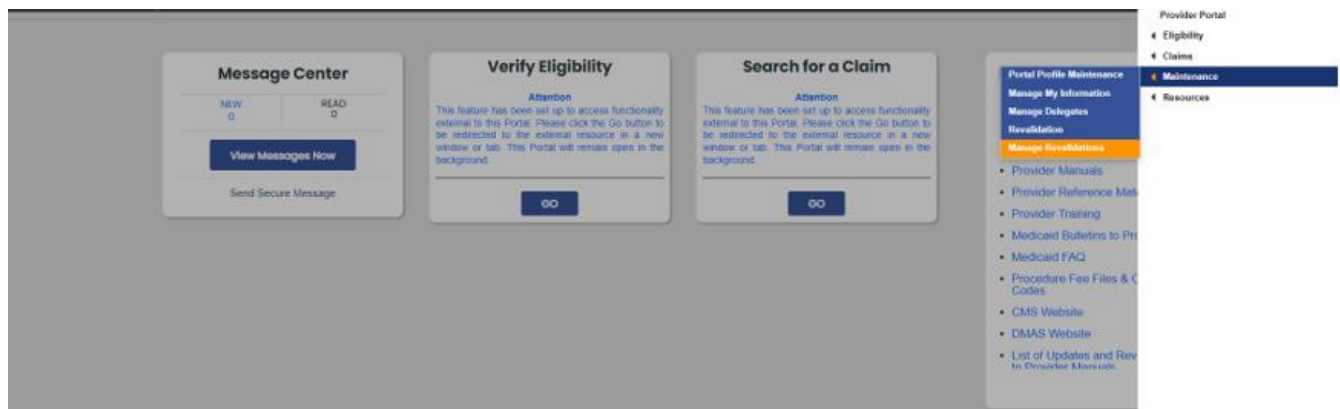 Message Center
NEW
0
READ
0
View Messages Now
Send Secure Message
Verify Eligibility
Attention
This feature has been set up to access functionality
external to this Portal. Please click the Go button to
be redirected to the external resource in a new
window or tab. This Portal will remain open in the
background.
GO
Search for a Claim
Attention
This feature has been set up to access functionality
external to this Portal. Please click the Go button to
be redirected to the external resource in a new
window or tab. This Portal will remain open in the
background.
GO
Portal Profile Maintenance
Manage My Information
Manage Delegates
Revalidation
Manage Revalidations
Provider Manuals
Provider Reference Mat
Provider Training
Medicaid Bulletins to Pr
Medicaid FAQ
Procedure Fee Files & C
Codes
CMS Website
DMAS Website
List of Updates and Rev
to Provider Manuals
Provider Portal
Eligibility
Claims
Maintenance
Resources